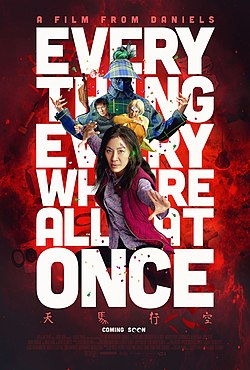 A FILM FROM DANIELS
EVERY
THING
EVERY
WHERE
ALL AT
ONCE
天馬行空
COMING SOON